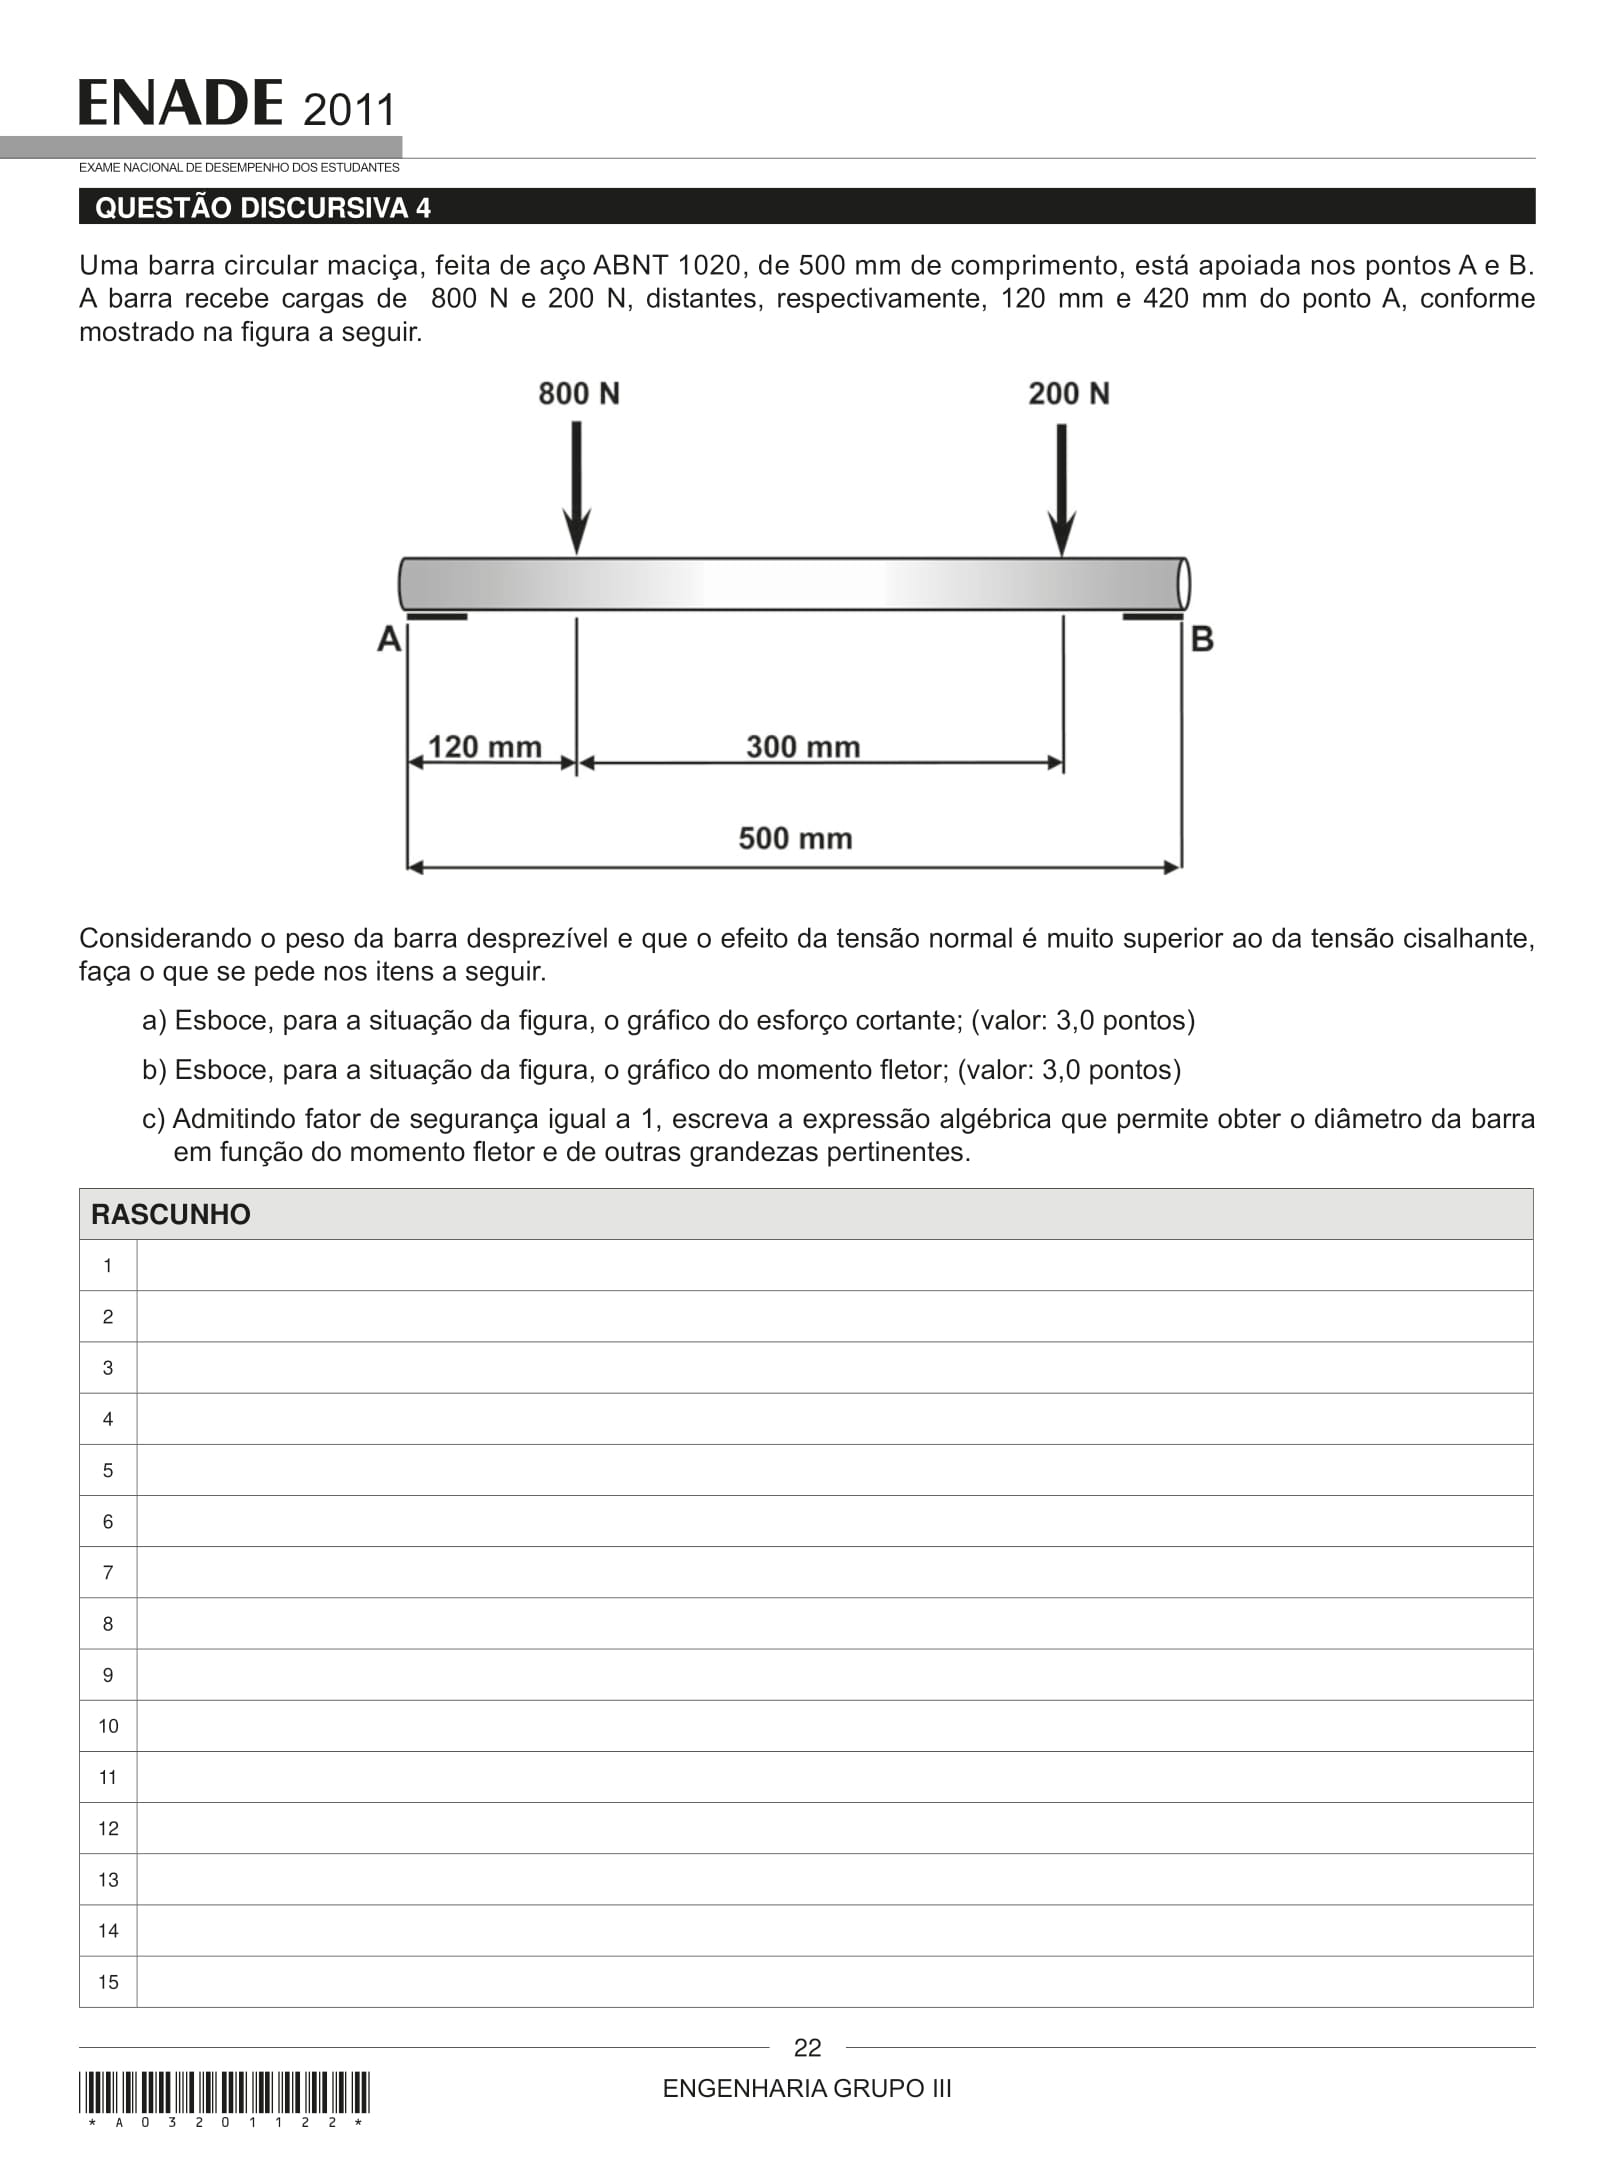 ENADE 2011
EXAME NACIONAL DE DESEMPENHO DOS ESTUDANTES
QUESTÃO DISCURSIVA 4
Uma barra circular maciça, feita de aço ABNT 1020, de 500 mm de comprimento, está apoiada nos pontos A e B.
A barra recebe cargas de 800 N e 200 N, distantes, respectivamente, 120 mm e 420 mm do ponto A, conforme
mostrado na figura a seguir.
800 N 200 N
A B
120 mm 300 mm
500 mm
Considerando o peso da barra desprezível e que o efeito da tensão normal é muito superior ao da tensão cisalhante,
faça o que se pede nos itens a seguir.
a) Esboce, para a situação da figura, o gráfico do esforço cortante; (valor: 3,0 pontos)
b) Esboce, para a situação da figura, o gráfico do momento fletor; (valor: 3,0 pontos)
c) Admitindo fator de segurança igual a 1, escreva a expressão algébrica que permite obter o diâmetro da barra
em função do momento fletor e de outras grandezas pertinentes.
RASCUNHO
1
2
3
4
5
6
7
8
9
10
11
12
13
14
15
22
ENGENHARIA GRUPO III
* A 0 3 2 0 1 1 2 2 *